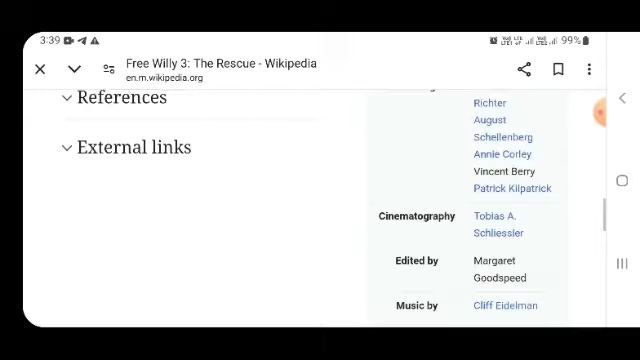 3:39 99%
Free Willy 3: The Rescue - Wikipedia
en.m.wikipedia.org
References
External links
Richter
August
Schellenberg
Annie Corley
Vincent Berry
Patrick Kilpatrick
Cinematography Tobias A.
Schliessler
Edited by Margaret
Goodspeed
Music by Cliff Eidelman